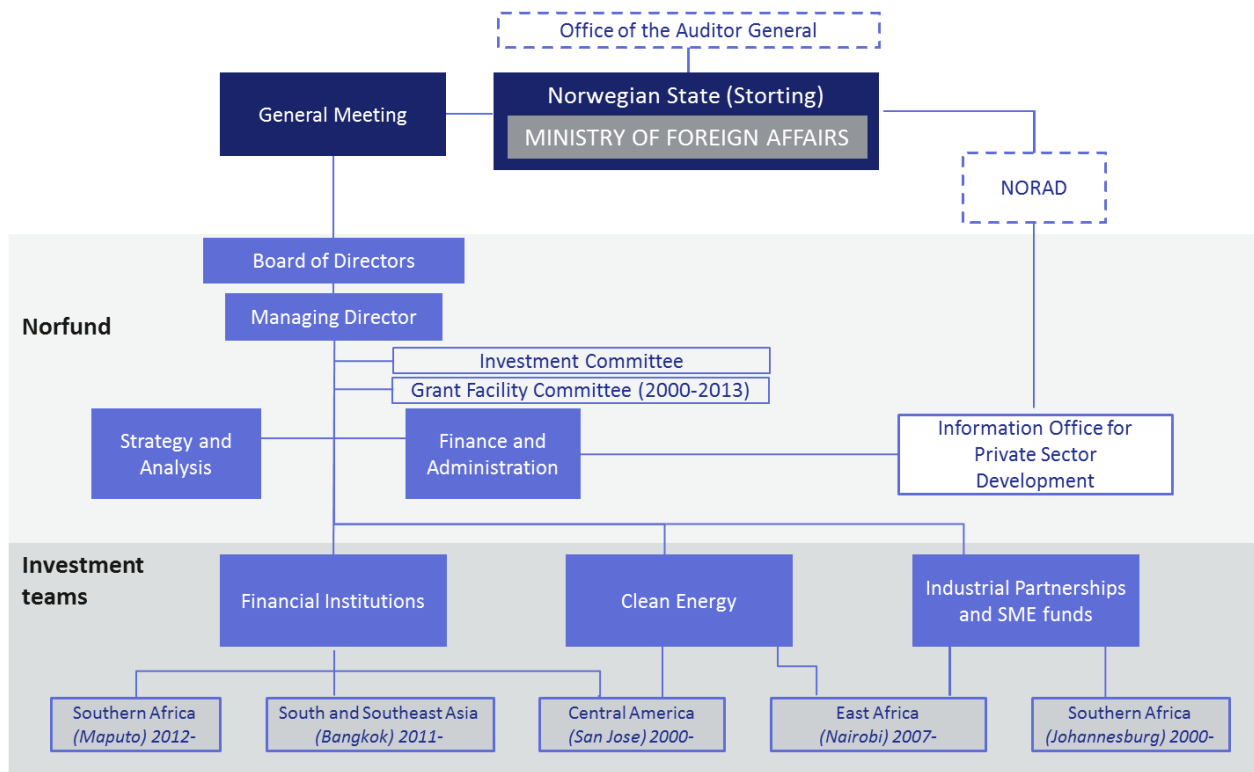 Office of the Auditor General
General Meeting
Norwegian State (Storting)
MINISTRY OF FOREIGN AFFAIRS
NORAD
Board of Directors
Norfund
Managing Director
Investment Committee
Grant Facility Committee (2000-2013)
Strategy and
Analysis
Finance and
Administration
Information Office for
Private Sector
Development
Investment
teams
Financial Institutions
Clean Energy
Industrial Partnerships
and SME funds
Southern Africa
(Maputo) 2012-
South and Southeast Asia
(Bangkok) 2011-
Central America
(San Jose) 2000-
East Africa
(Nairobi) 2007-
Southern Africa
(Johannesburg) 2000-